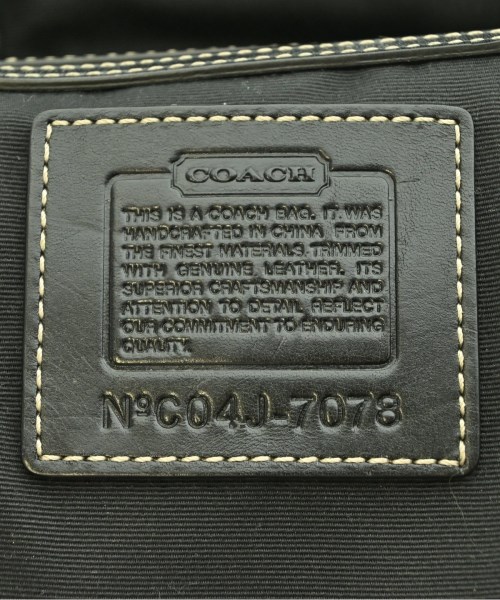 COACH
THIS IS A COACH BAG. IT WAS
HANDCRAFTED IN CHINA FROM
THE FINEST MATERIALS. TRIMMED
WITH GENUINE LEATHER. ITS
SUPERIOR CRAFTSMANSHIP AND
ATTENTION TO DETAIL REFLECT
OUR COMMITMENT TO ENDURING
QUALITY.
NºC04J-7078